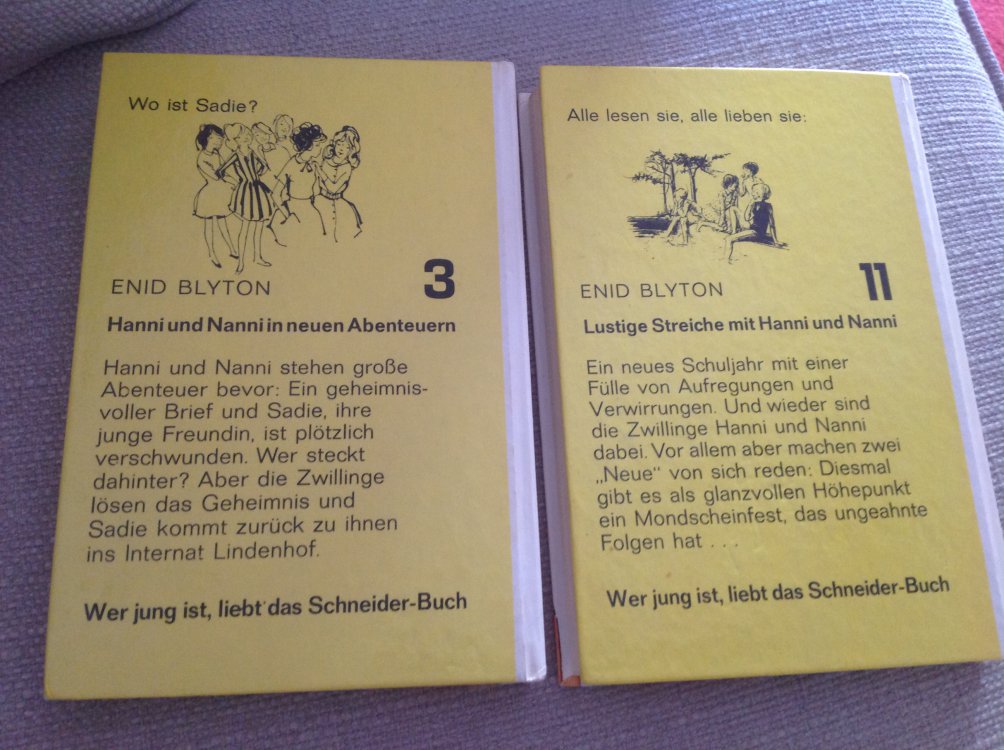 Wo ist Sadie?
ENID BLYTON
3
Hanni und Nanni in neuen Abenteuern
Hanni und Nanni stehen große
Abenteuer bevor: Ein geheimnis-
voller Brief und Sadie, ihre
junge Freundin, ist plötzlich
verschwunden. Wer steckt
dahinter? Aber die Zwillinge
lösen das Geheimnis und
Sadie kommt zurück zu ihnen
ins Internat Lindenhof.
Wer jung ist, liebt das Schneider-Buch
Alle lesen sie, alle lieben sie:
ENID BLYTON
11
Lustige Streiche mit Hanni und Nanni
Ein neues Schuljahr mit einer
Fülle von Aufregungen und
Verwirrungen. Und wieder sind
die Zwillinge Hanni und Nanni
dabei. Vor allem aber machen zwei
„Neue“ von sich reden: Diesmal
gibt es als glanzvollen Höhepunkt
ein Mondscheinfest, das ungeahnte
Folgen hat . . .
Wer jung ist, liebt das Schneider-Buch